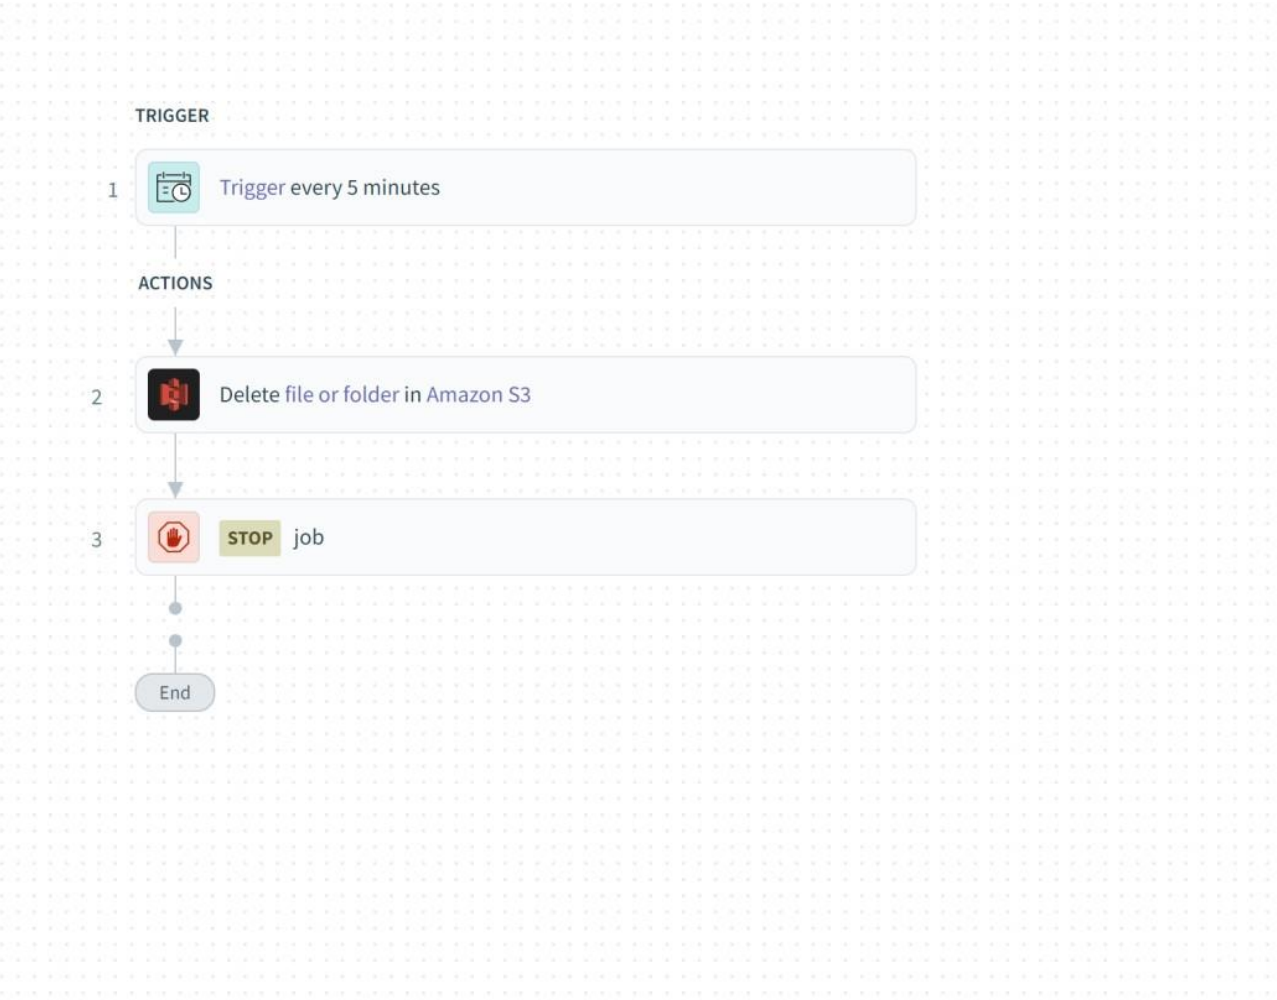 TRIGGER
1
Trigger every 5 minutes
ACTIONS
2
Delete file or folder in Amazon S3
3
STOP job
End